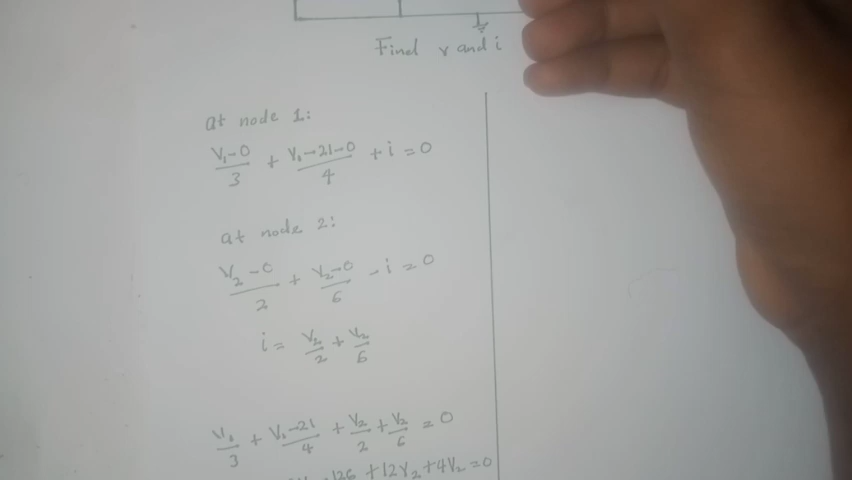 Find v and i
at node 1:
V₁-0/3 + V₁-21-0/4 + i = 0
at node 2:
V₂-0/2 + V₂-0/6 - i = 0
i = V₂/2 + V₂/6
V₁/3 + V₁-21/4 + V₂/2 + V₂/6 = 0
-126 + 12V₂ + 4V₂ = 0